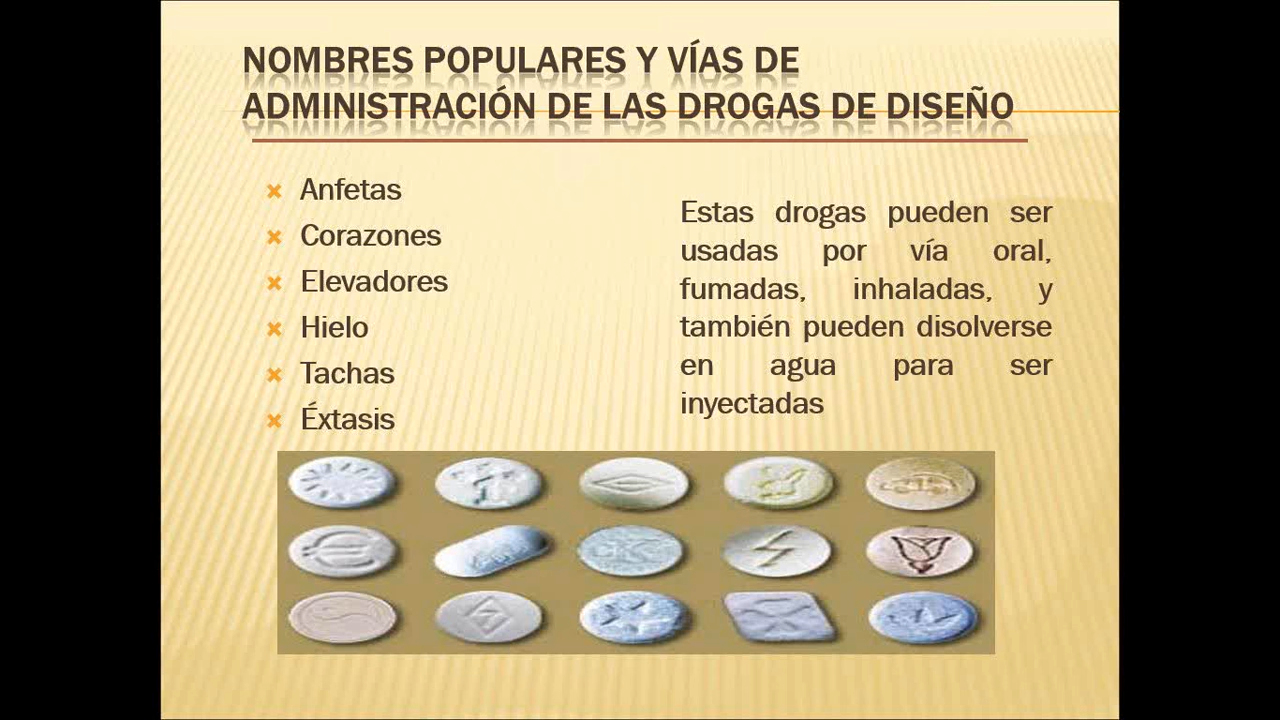 NOMBRES POPULARES Y VÍAS DE
ADMINISTRACIÓN DE LAS DROGAS DE DISEÑO
Anfetas
Corazones
Elevadores
Hielo
Tachas
Éxtasis
Estas drogas pueden ser
usadas por vía oral,
fumadas, inhaladas, y
también pueden disolverse
en agua para ser
inyectadas